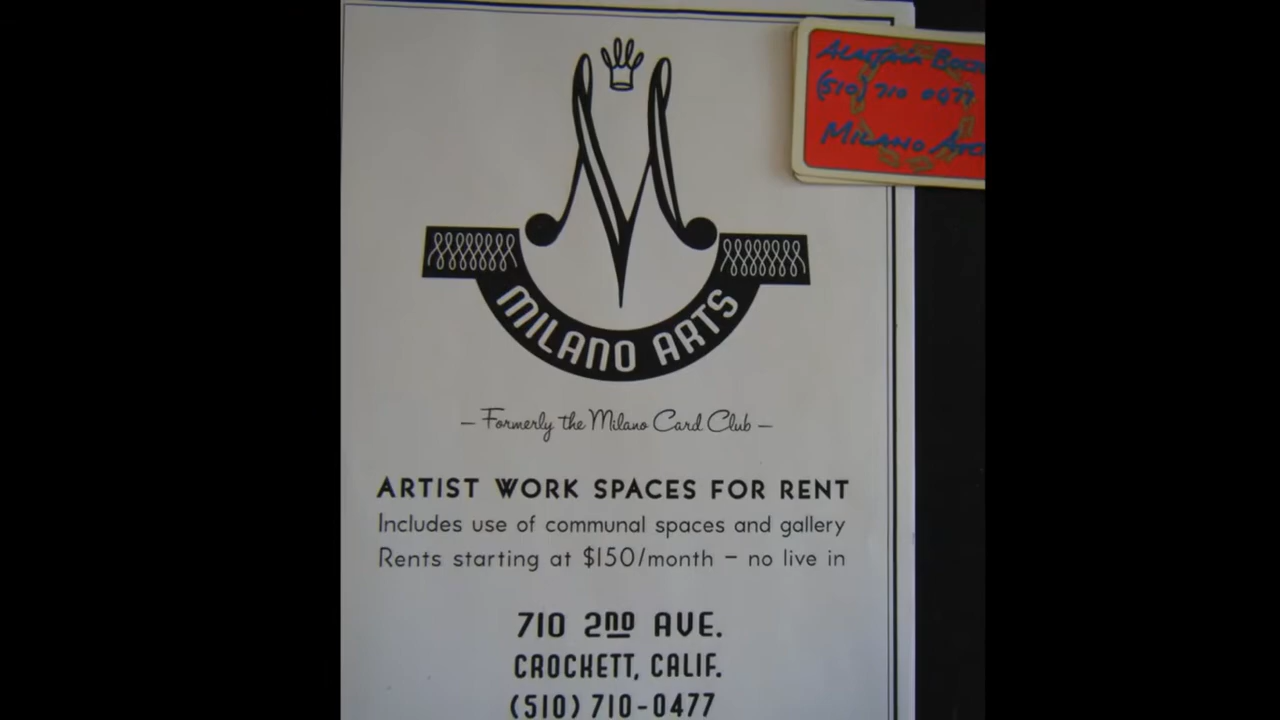 (510) 710 0477
MILANO
MILANO ARTS
– Formerly the Milano Card Club –
ARTIST WORK SPACES FOR RENT
Includes use of communal spaces and gallery
Rents starting at $150/month – no live in
710 2ND AVE.
CROCKETT, CALIF.
(510) 710-0477